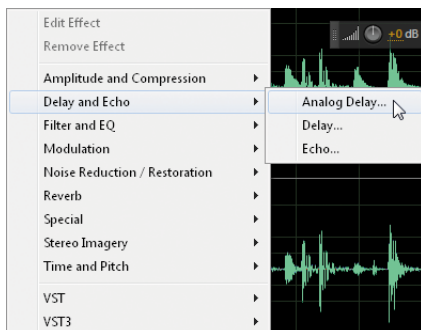 Edit Effect
Remove Effect
+0 dB
Amplitude and Compression
Delay and Echo
Analog Delay...
Filter and EQ
Delay...
Modulation
Echo...
Noise Reduction / Restoration
Reverb
Special
Stereo Imagery
Time and Pitch
VST
VST3